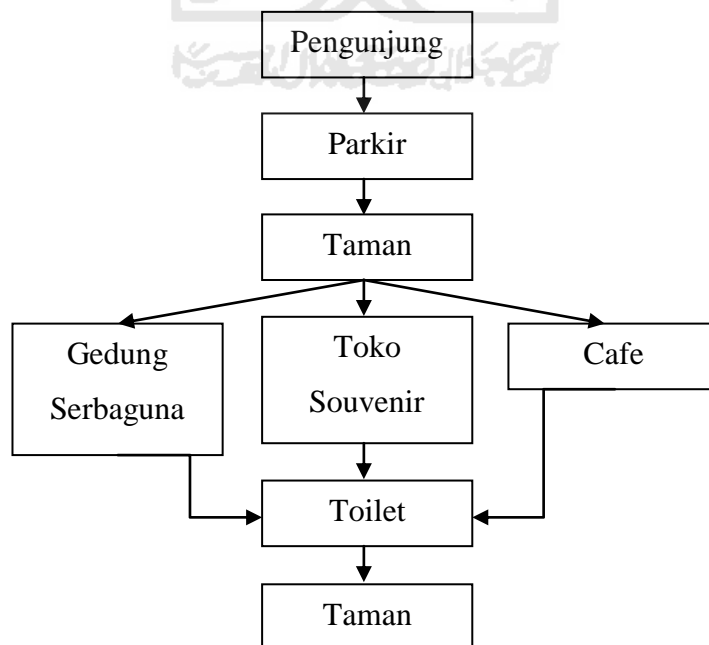 Pengunjung
Parkir
Taman
Gedung
Serbaguna
Toko
Souvenir
Cafe
Toilet
Taman